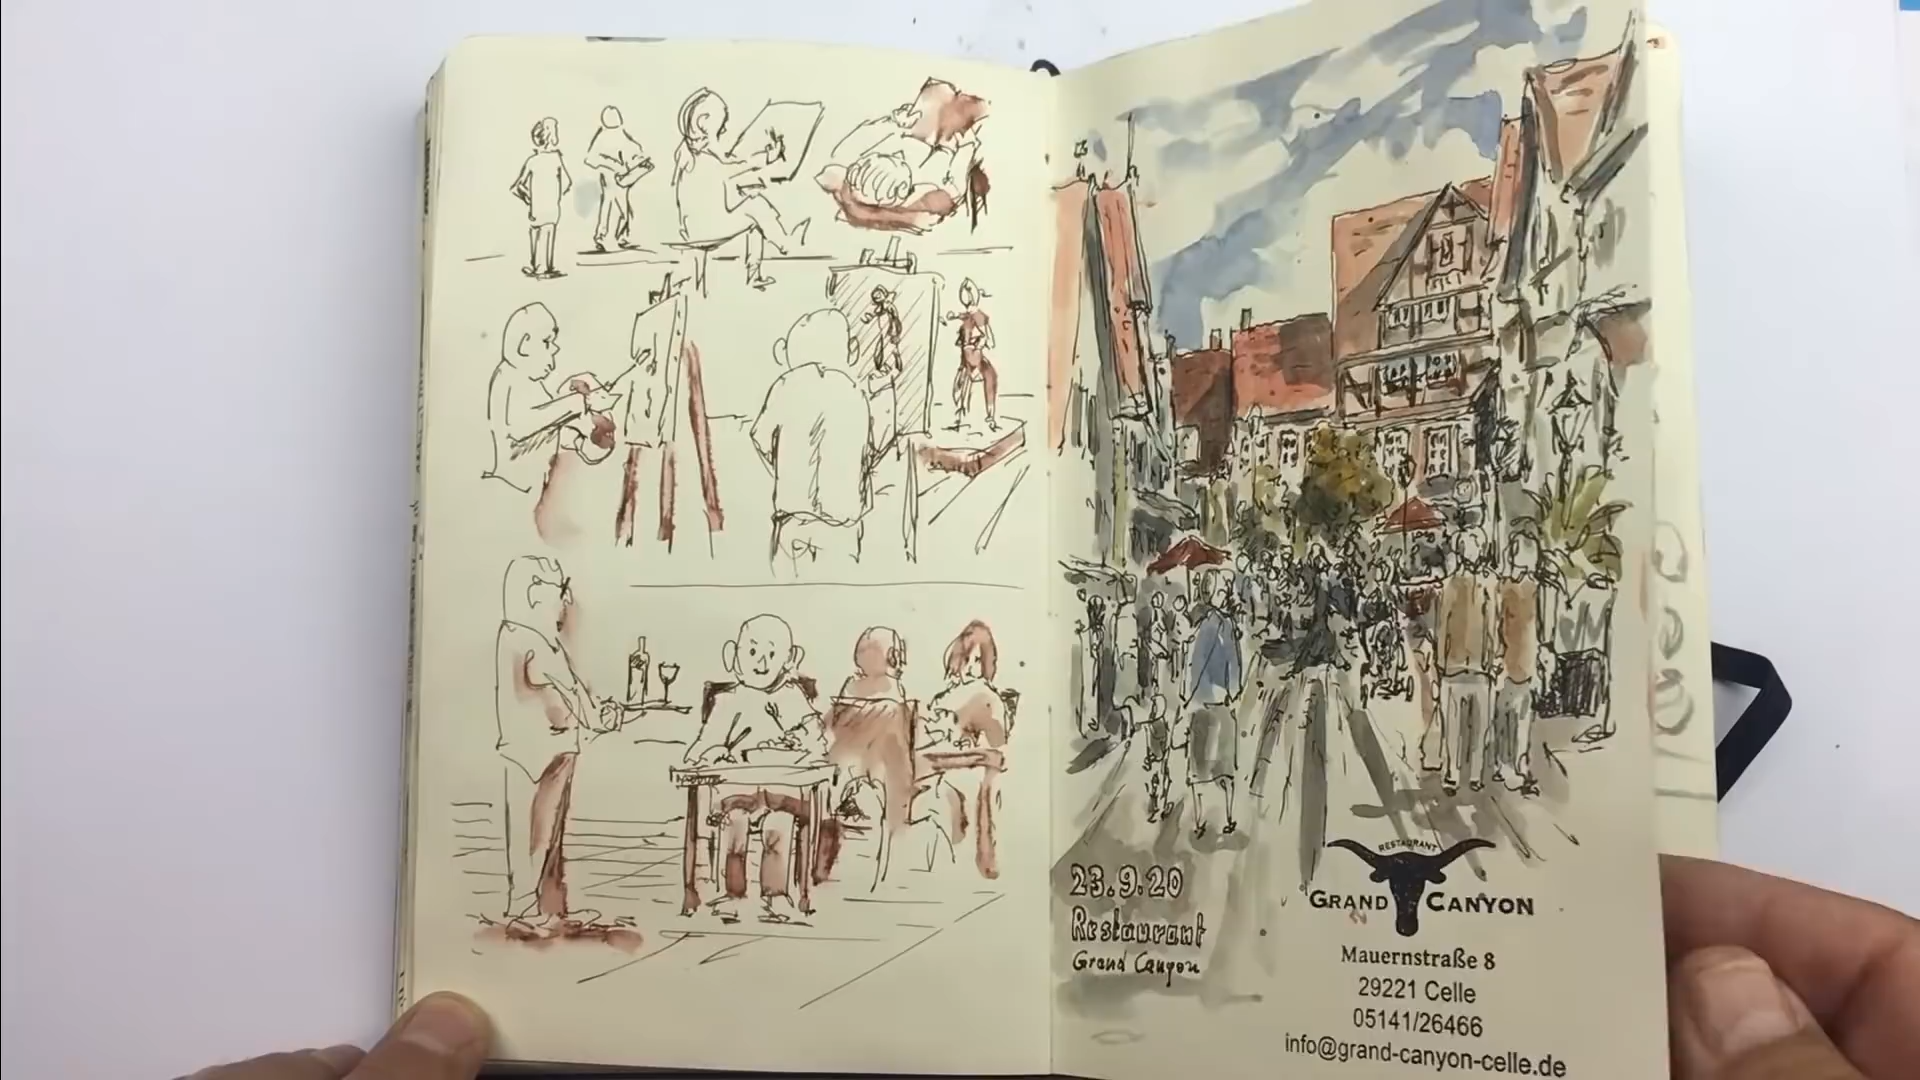 23.9.20
Restaurant
Grand Canyon
RESTAURANT
GRAND CANYON
Mauernstraße 8
29221 Celle
05141/26466
info@grand-canyon-celle.de